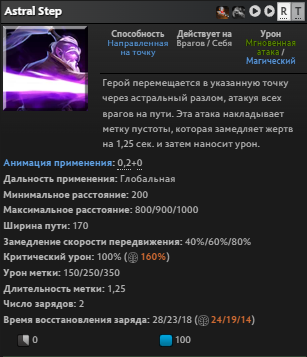 Astral Step
R T
Способность Действует на Урон
Направленная Врагов / Себя Мгновенная
на точку атака /
Магический
Герой перемещается в указанную точку
через астральный разлом, атакуя всех
врагов на пути. Эта атака накладывает
метку пустоты, которая замедляет жертв
на 1,25 сек. и затем наносит урон.
Анимация применения: 0,2+0
Дальность применения: Глобальная
Минимальное расстояние: 200
Максимальное расстояние: 800/900/1000
Ширина пути: 170
Замедление скорости передвижения: 40%/60%/80%
Критический урон: 100% ( 160%)
Урон метки: 150/250/350
Длительность метки: 1,25
Число зарядов: 2
Время восстановления заряда: 28/23/18 ( 24/19/14)
0 100